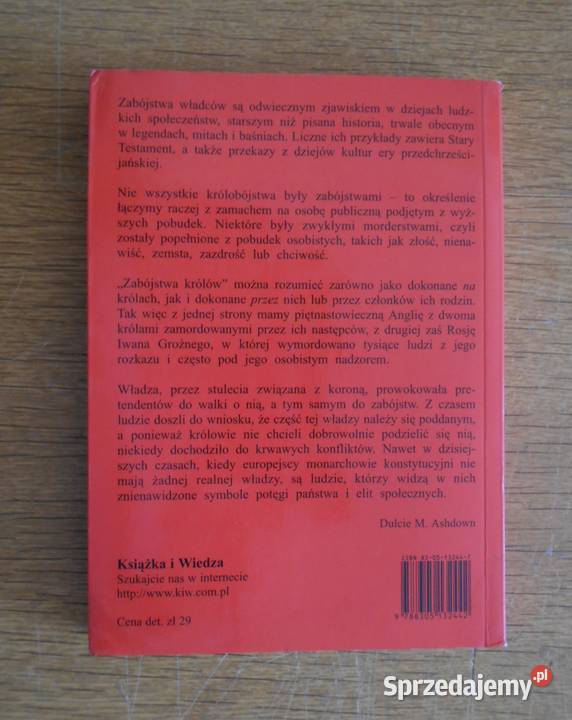 Zabójstwa władców są odwiecznym zjawiskiem w dziejach ludz-
kich społeczeństw, starszym niż pisana historia, trwale obecnym
w legendach, mitach i baśniach. Liczne ich przykłady zawiera Stary
Testament, a także przekazy z dziejów kultur ery przedchrześci-
jańskiej.
Nie wszystkie królobójstwa były zabójstwami – to określenie
łączymy raczej z zamachem na osobę publiczną podjętym z wyż-
szych pobudek. Niektóre były zwykłymi morderstwami, czyli
zostały popełnione z pobudek osobistych, takich jak złość, niena-
wiść, zemsta, zazdrość lub chciwość.
„Zabójstwa królów” można rozumieć zarówno jako dokonane na
królach, jak i dokonane przez nich lub przez członków ich rodzin.
Tak więc z jednej strony mamy piętnastowieczną Anglię z dwoma
królami zamordowanymi przez ich następców, z drugiej zaś Rosję
Iwana Groźnego, w której wymordowano tysiące ludzi z jego
rozkazu i często pod jego osobistym nadzorem.
Władza, przez stulecia związana z koroną, prowokowała pre-
tendentów do walki o nią, a tym samym do zabójstw. Z czasem
ludzie doszli do wniosku, że część tej władzy należy się poddanym,
a ponieważ królowie nie chcieli dobrowolnie podzielić się nią,
niekiedy dochodziło do krwawych konfliktów. Nawet w dzisiej-
szych czasach, kiedy europejscy monarchowie konstytucyjni nie
mają żadnej realnej władzy, są ludzie, którzy widzą w nich
znienawidzone symbole potęgi państwa i elit społecznych.
Dulcie M. Ashdown
Książka i Wiedza
Szukajcie nas w internecie
http://www.kiw.com.pl
Cena det. zł 29
ISBN 83-05-13244-7
9 788305 132442
Sprzedajemy.pl